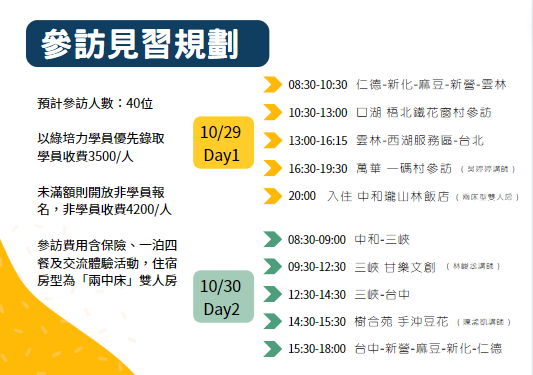 參訪見習規劃
預計參訪人數：40位
以綠培力學員優先錄取
學員收費3500/人
未滿額則開放非學員報
名，非學員收費4200/人
參訪費用含保險、一泊四
餐及交流體驗活動，住宿
房型為「兩中床」雙人房
10/29
Day1
08:30-10:30 仁德-新化-麻豆-新營-雲林
10:30-13:00 口湖 梧北鐵花窗村參訪
13:00-16:15 雲林-西湖服務區-台北
16:30-19:30 萬華 一碼村參訪 (吳婷婷講師)
20:00 入住 中和瓏山林飯店 (兩床型雙人房)
10/30
Day2
08:30-09:00 中和-三峽
09:30-12:30 三峽 甘樂文創 (林峻丞講師)
12:30-14:30 三峽-台中
14:30-15:30 樹合苑 手沖豆花 (陳孟凱講師)
15:30-18:00 台中-新營-麻豆-新化-仁德